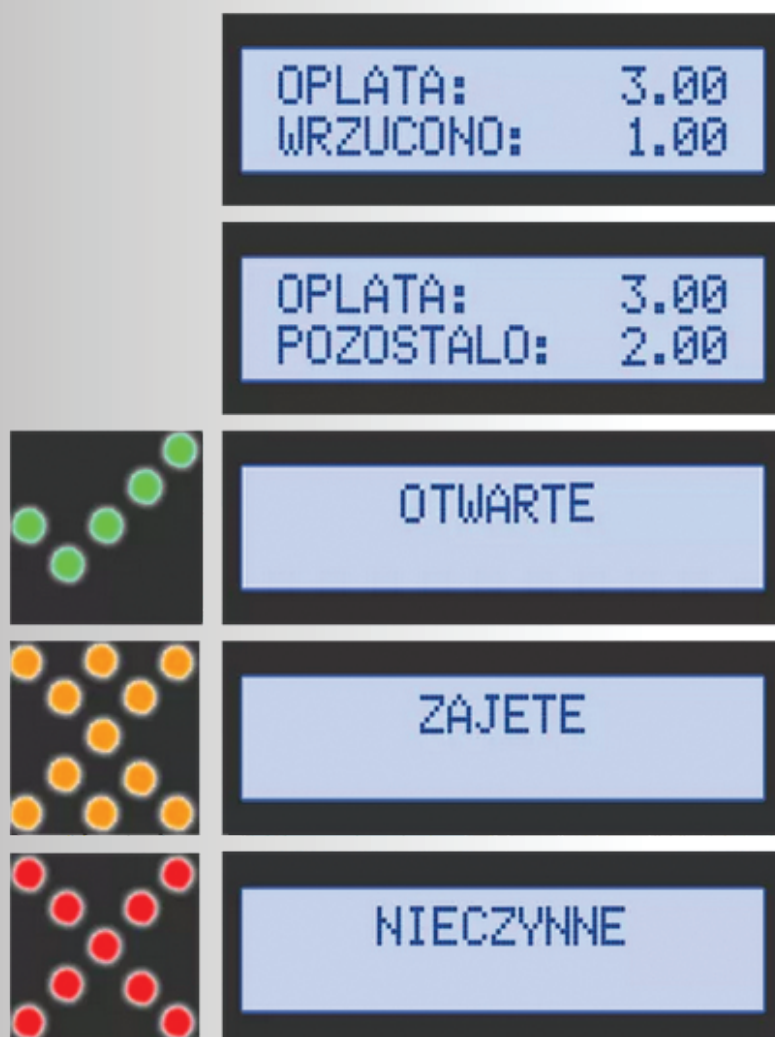 OPLATA: 3.00
WRZUCONO: 1.00
OPLATA: 3.00
POZOSTALO: 2.00
OTWARTE
ZAJETE
NIECZYNNE